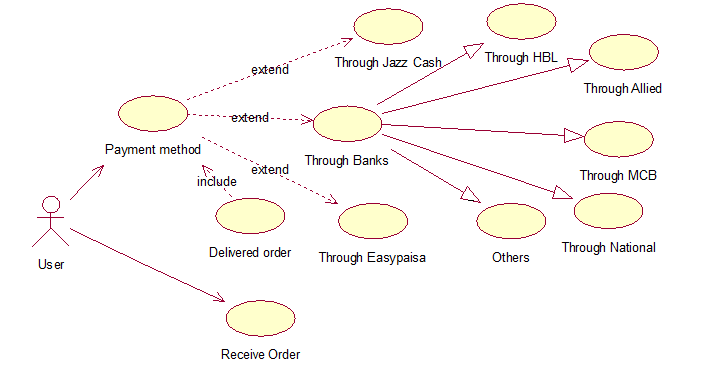 Through Jazz Cash
Through HBL
Through Allied
extend
extend
Payment method
Through Banks
extend
include
Through MCB
Delivered order
Through Easypaisa
Others
Through National
User
Receive Order